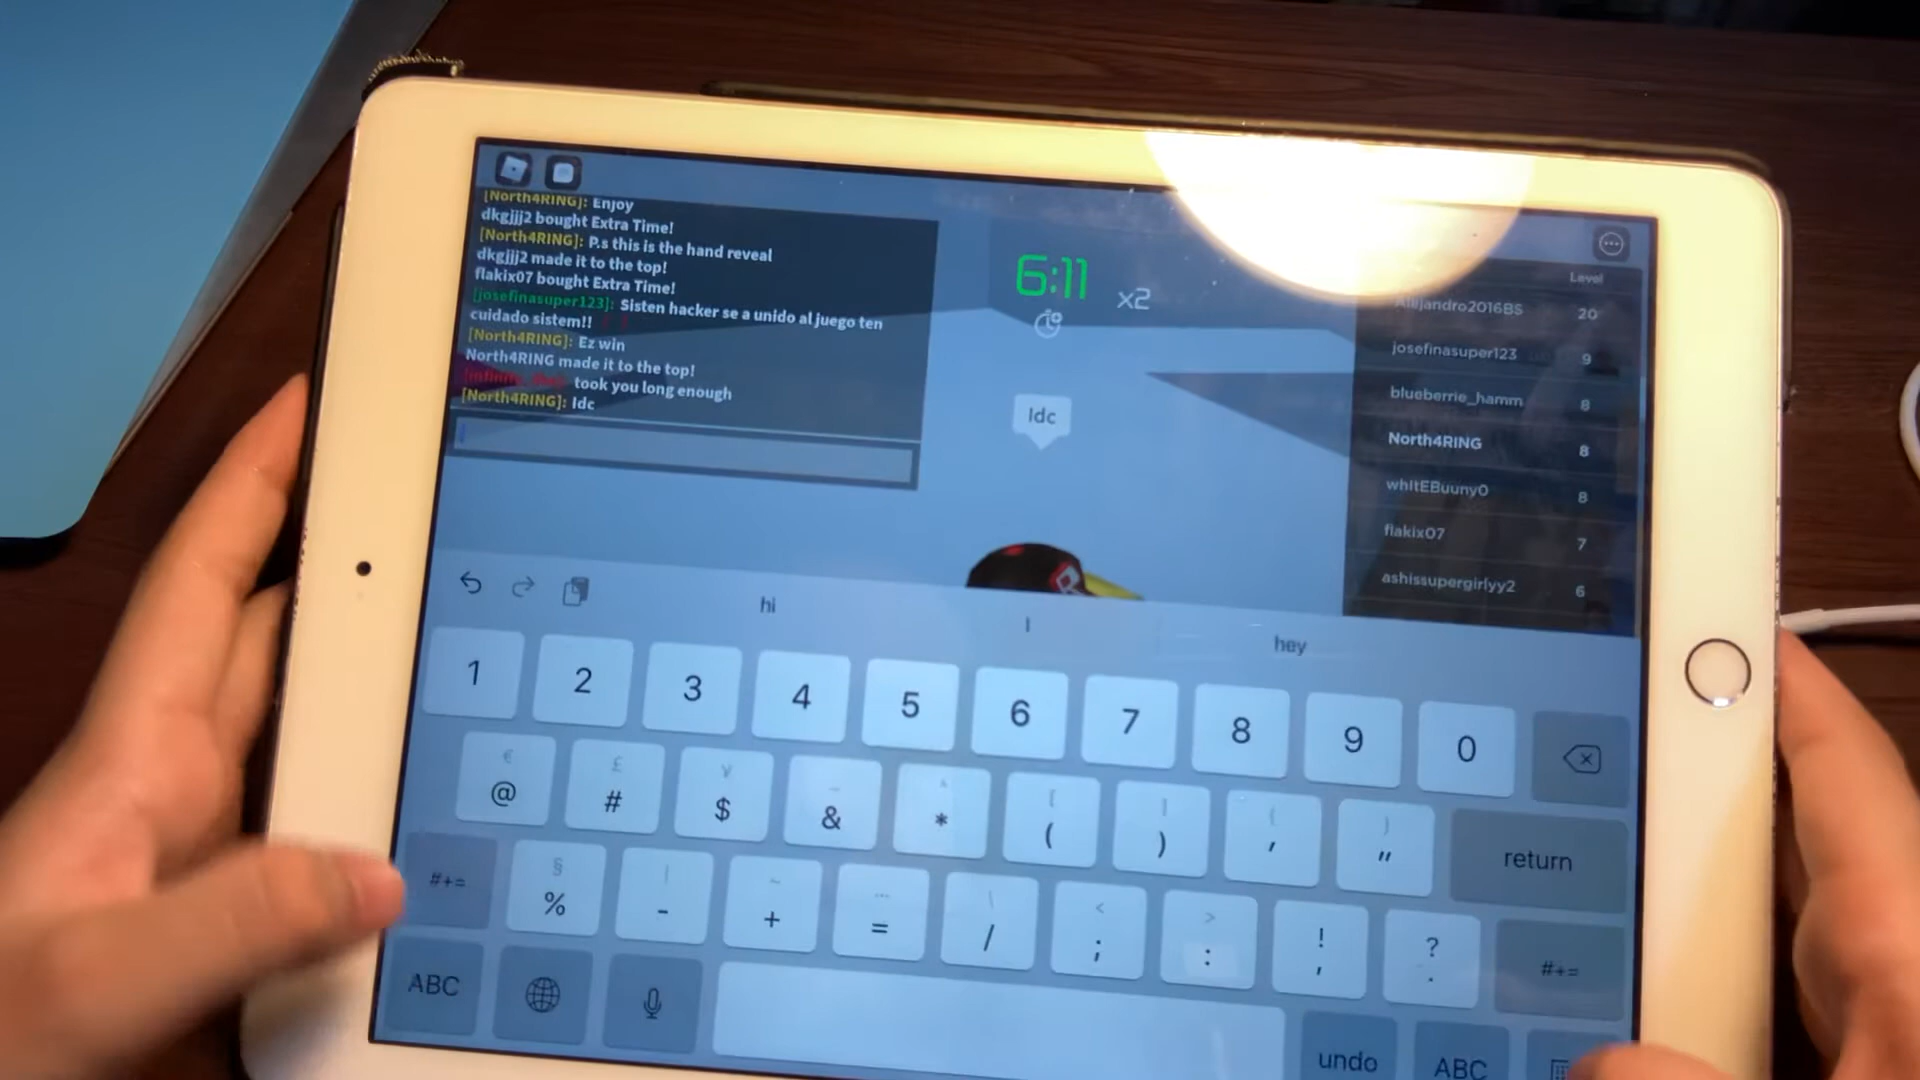 [North4RING]: Enjoy
dkgjjj2 bought Extra Time!
[North4RING]: P.s this is the hand reveal
dkgjjj2 made it to the top!
flakix07 bought Extra Time!
[josefinasuper123]: Sisten hacker se a unido al juego ten
cuidado sistem!!
[North4RING]: Ez win
North4RING made it to the top!
took you long enough
[North4RING]: Idc
6:11
x2
Idc
Level
Alejandro2016BS 20
josefinasuper123 9
blueberrie_hamm 8
North4RING 8
whItEBuunyO 8
flakix07 7
ashissupergirlyy2 6
hi I hey
1 2 3 4 5 6 7 8 9 0
€ £ ¥ _ ^ [ ] { }
@ # $ & * ( ) ' " return
§ | ~ … \ < > ! ?
#+= % - + = / ; : , . #+=
ABC undo ABC